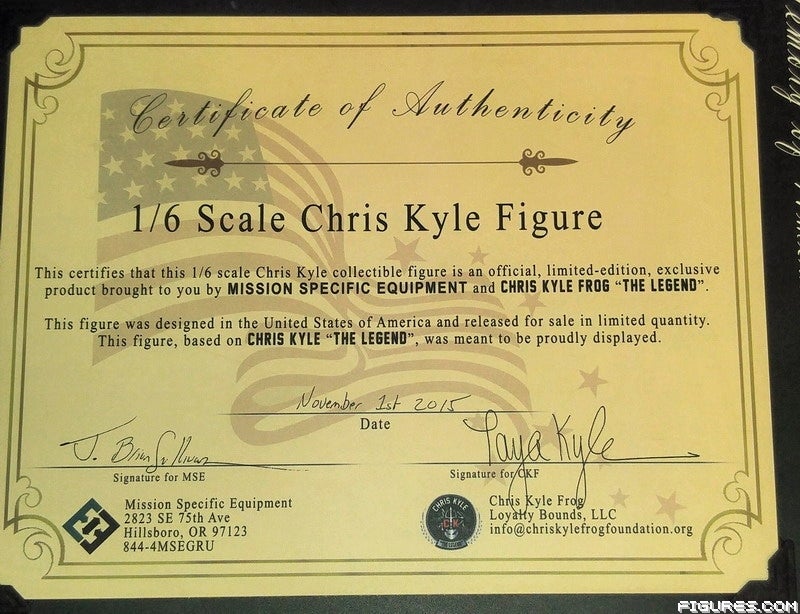 Certificate of Authenticity
1/6 Scale Chris Kyle Figure
This certifies that this 1/6 scale Chris Kyle collectible figure is an official, limited-edition, exclusive
product brought to you by MISSION SPECIFIC EQUIPMENT and CHRIS KYLE FROG “THE LEGEND”.
This figure was designed in the United States of America and released for sale in limited quantity.
This figure, based on CHRIS KYLE “THE LEGEND”, was meant to be proudly displayed.
November 1st 2015
Date
J. Brian Sullivan
Signature for MSE
Taya Kyle
Signature for CKF
Mission Specific Equipment
2823 SE 75th Ave
Hillsboro, OR 97123
844-4MSEGRU
CHRIS KYLE
Chris Kyle Frog
Loyalty Bounds, LLC
info@chriskylefrogfoundation.org
FIGURES.COM